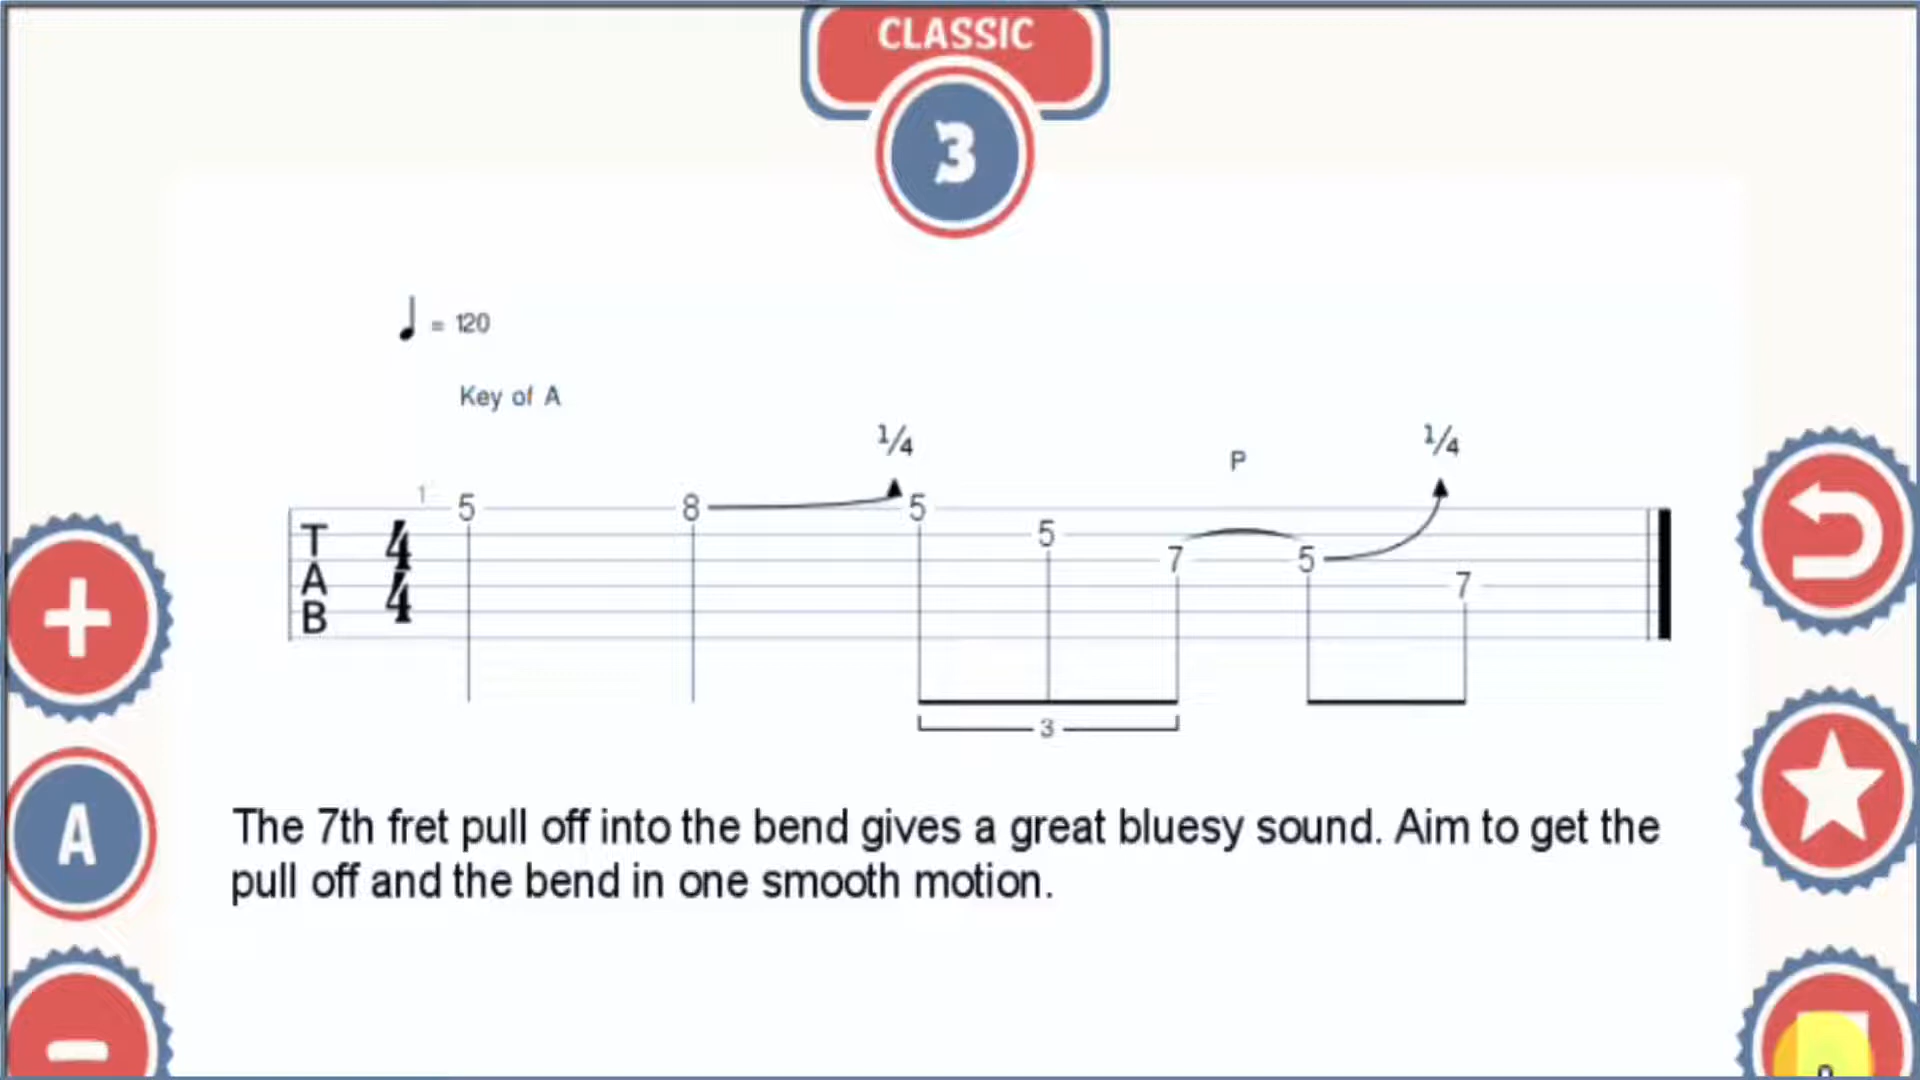 CLASSIC
3
= 120
Key of A
1/4
1/4
P
1
5
8
5
5
7
5
7
T
A
B
4
4
3
The 7th fret pull off into the bend gives a great bluesy sound. Aim to get the
pull off and the bend in one smooth motion.
+
A
-